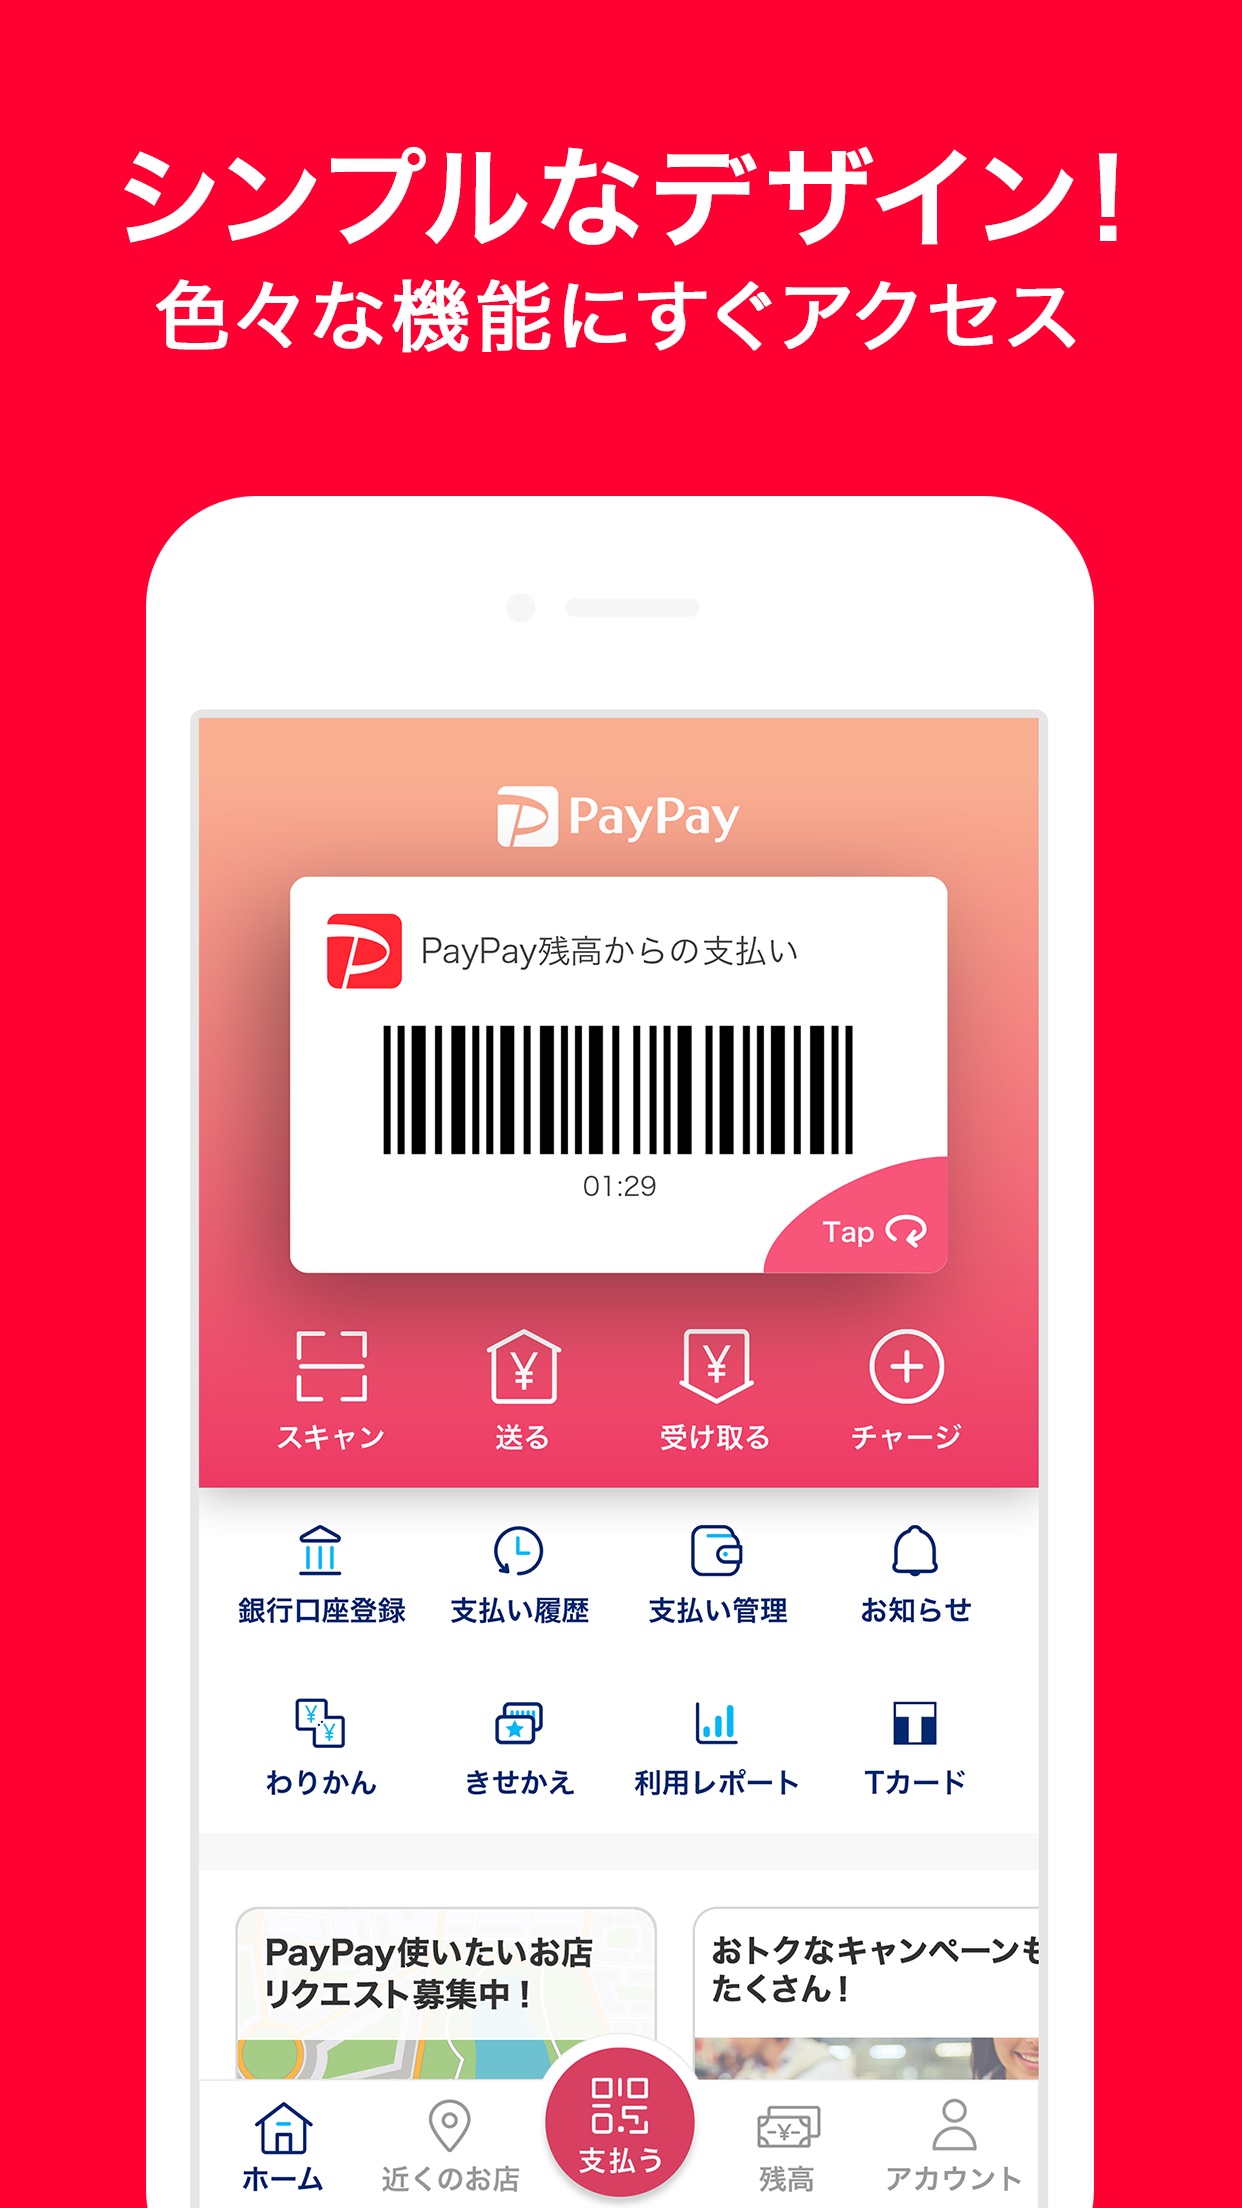 シンプルなデザイン！
色々な機能にすぐアクセス
PayPay
PayPay残高からの支払い
01:29
Tap
スキャン 送る 受け取る チャージ
銀行口座登録 支払い履歴 支払い管理 お知らせ
わりかん きせかえ 利用レポート Tカード
PayPay使いたいお店
リクエスト募集中！
おトクなキャンペーンも
たくさん！
ホーム 近くのお店 支払う 残高 アカウント